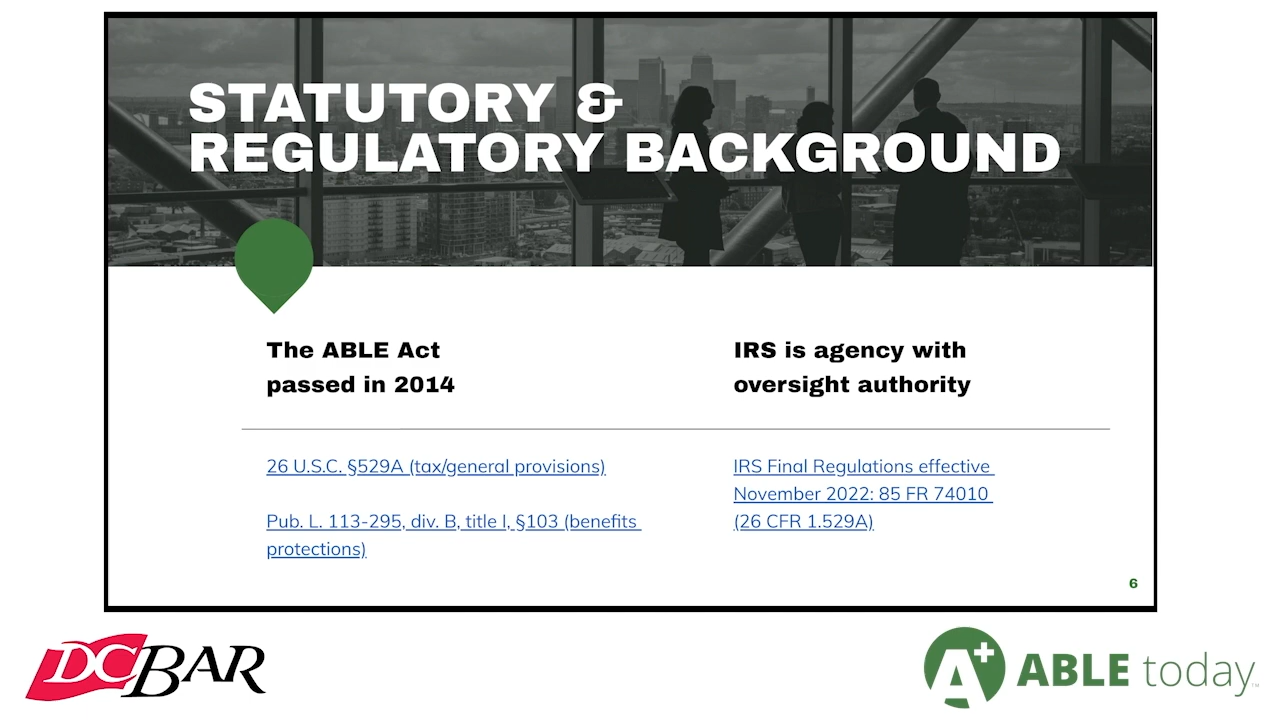 STATUTORY &
REGULATORY BACKGROUND
The ABLE Act
passed in 2014
26 U.S.C. §529A (tax/general provisions)
Pub. L. 113-295, div. B, title I, §103 (benefits
protections)
IRS is agency with
oversight authority
IRS Final Regulations effective
November 2022: 85 FR 74010
(26 CFR 1.529A)
6
DCBAR
A+ ABLE today™